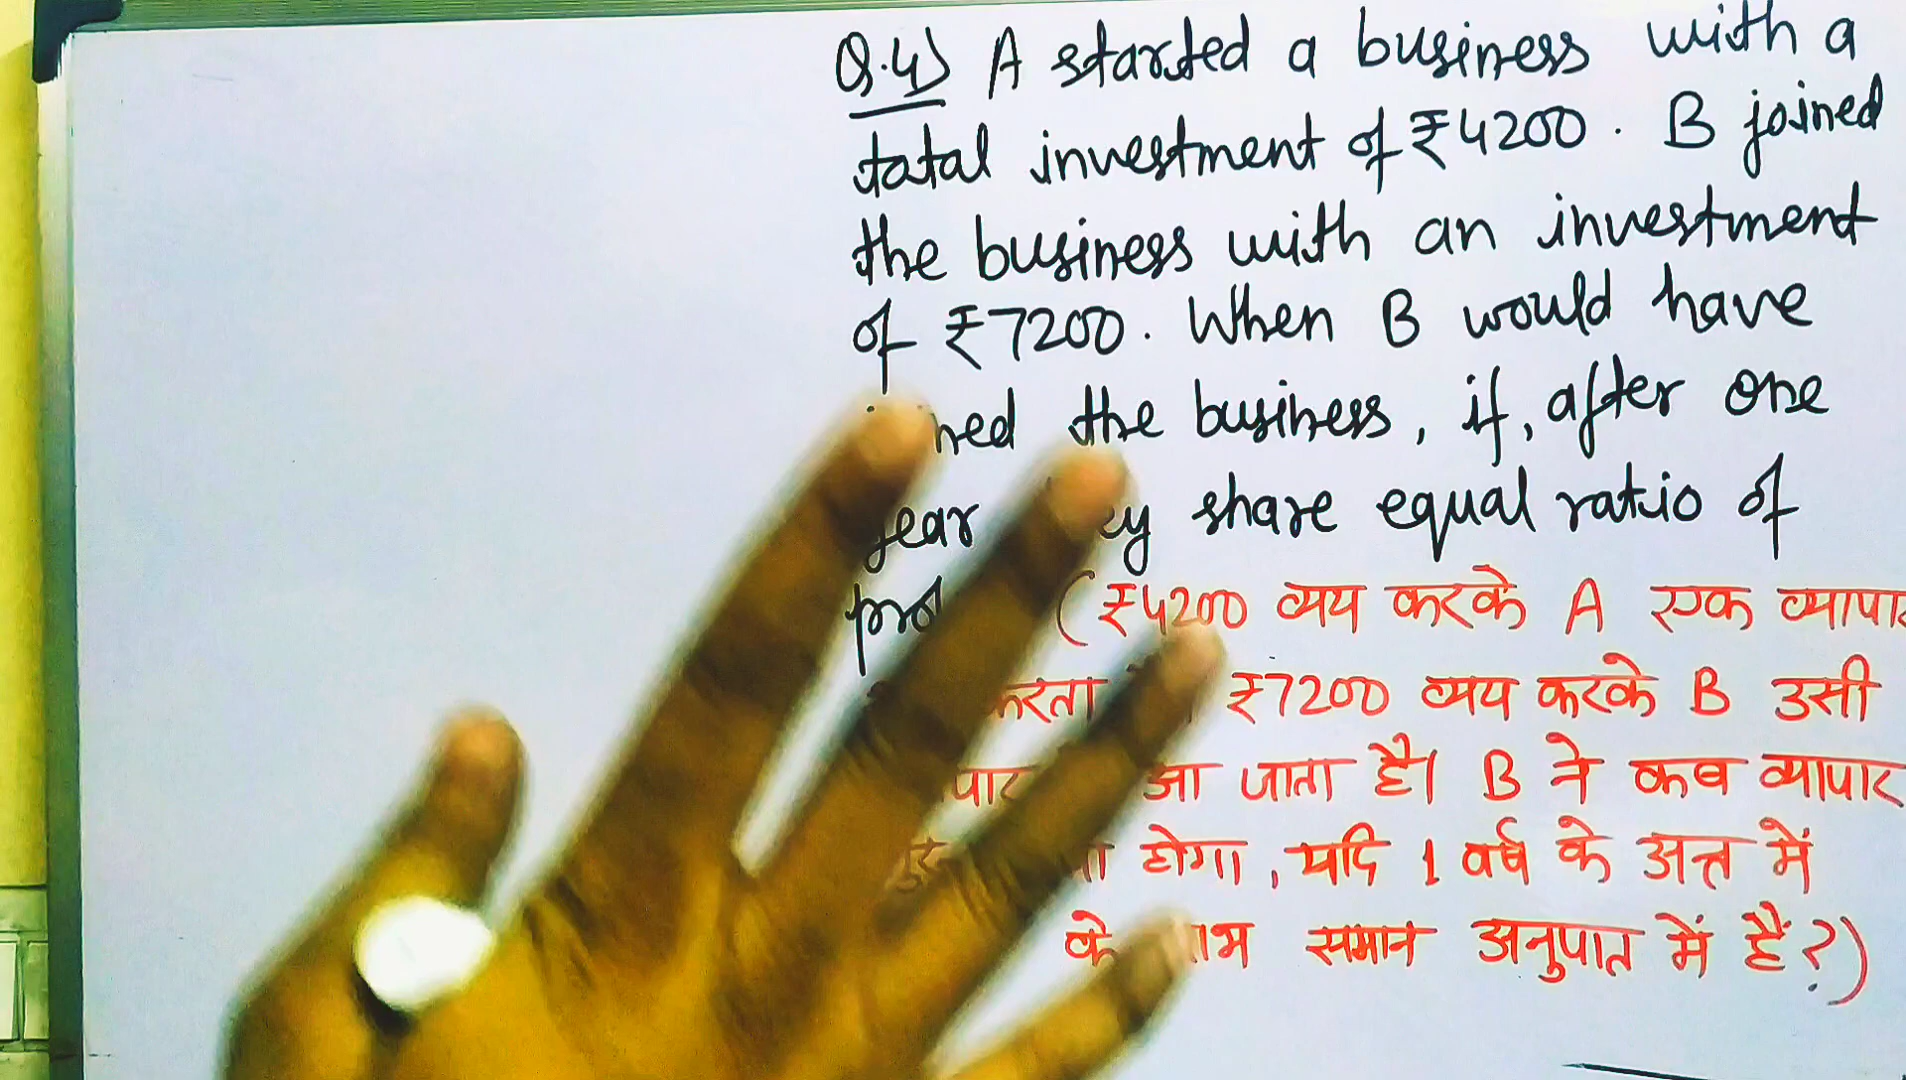 Q.4) A started a business with a
total investment of ₹4200. B joined
the business with an investment
of ₹7200. When B would have
the business, if, after one
share equal ratio of
(₹4200 व्यय करके A एक व्यापार
₹7200 व्यय करके B उसी
जाता है। B ने कब व्यापार
होगा, यदि 1 वर्ष के अन्त में
के समान अनुपात में हैं?)